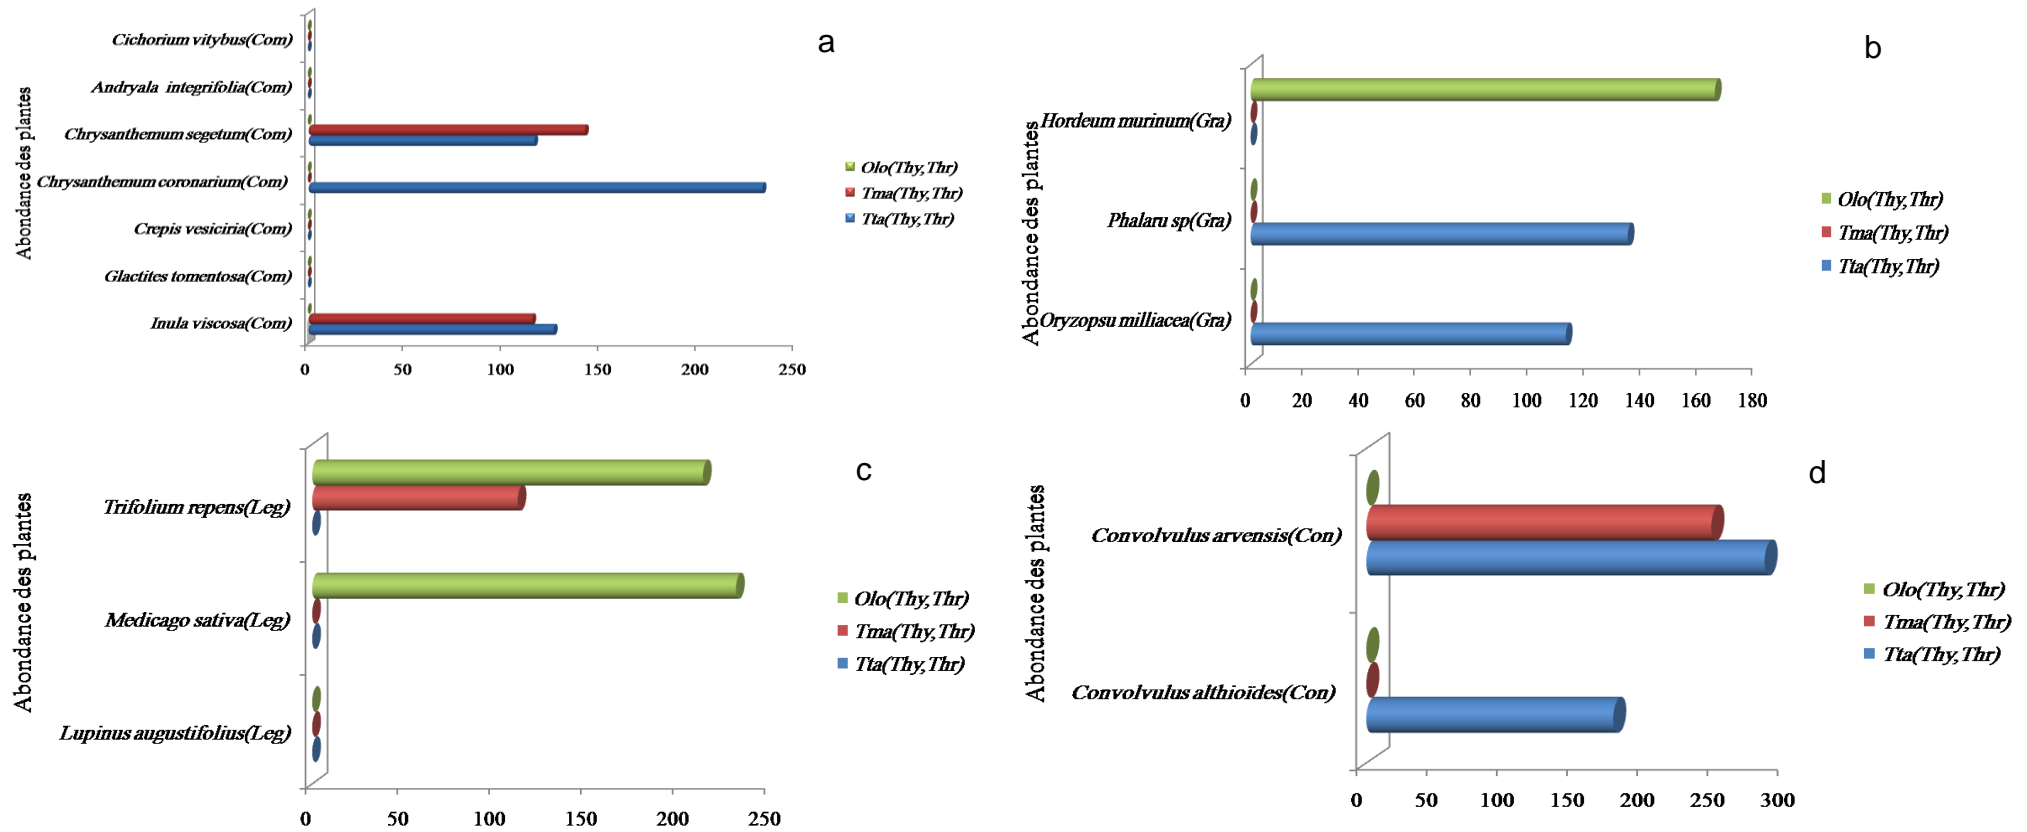 a
Abondance des plantes
Cichorium vitybus(Com)
Andryala integrifolia(Com)
Chrysanthemum segetum(Com)
Chrysanthemum coronarium(Com)
Crepis vesiciria(Com)
Glactites tomentosa(Com)
Inula viscosa(Com)
0 50 100 150 200 250
Olo(Thy,Thr)
Tma(Thy,Thr)
Tta(Thy,Thr)
b
Abondance des plantes
Hordeum murinum(Gra)
Phalaru sp(Gra)
Oryzopsu milliacea(Gra)
0 20 40 60 80 100 120 140 160 180
Olo(Thy,Thr)
Tma(Thy,Thr)
Tta(Thy,Thr)
c
Abondance des plantes
Trifolium repens(Leg)
Medicago sativa(Leg)
Lupinus augustifolius(Leg)
0 50 100 150 200 250
Olo(Thy,Thr)
Tma(Thy,Thr)
Tta(Thy,Thr)
d
Abondance des plantes
Convolvulus arvensis(Con)
Convolvulus althioïdes(Con)
0 50 100 150 200 250 300
Olo(Thy,Thr)
Tma(Thy,Thr)
Tta(Thy,Thr)